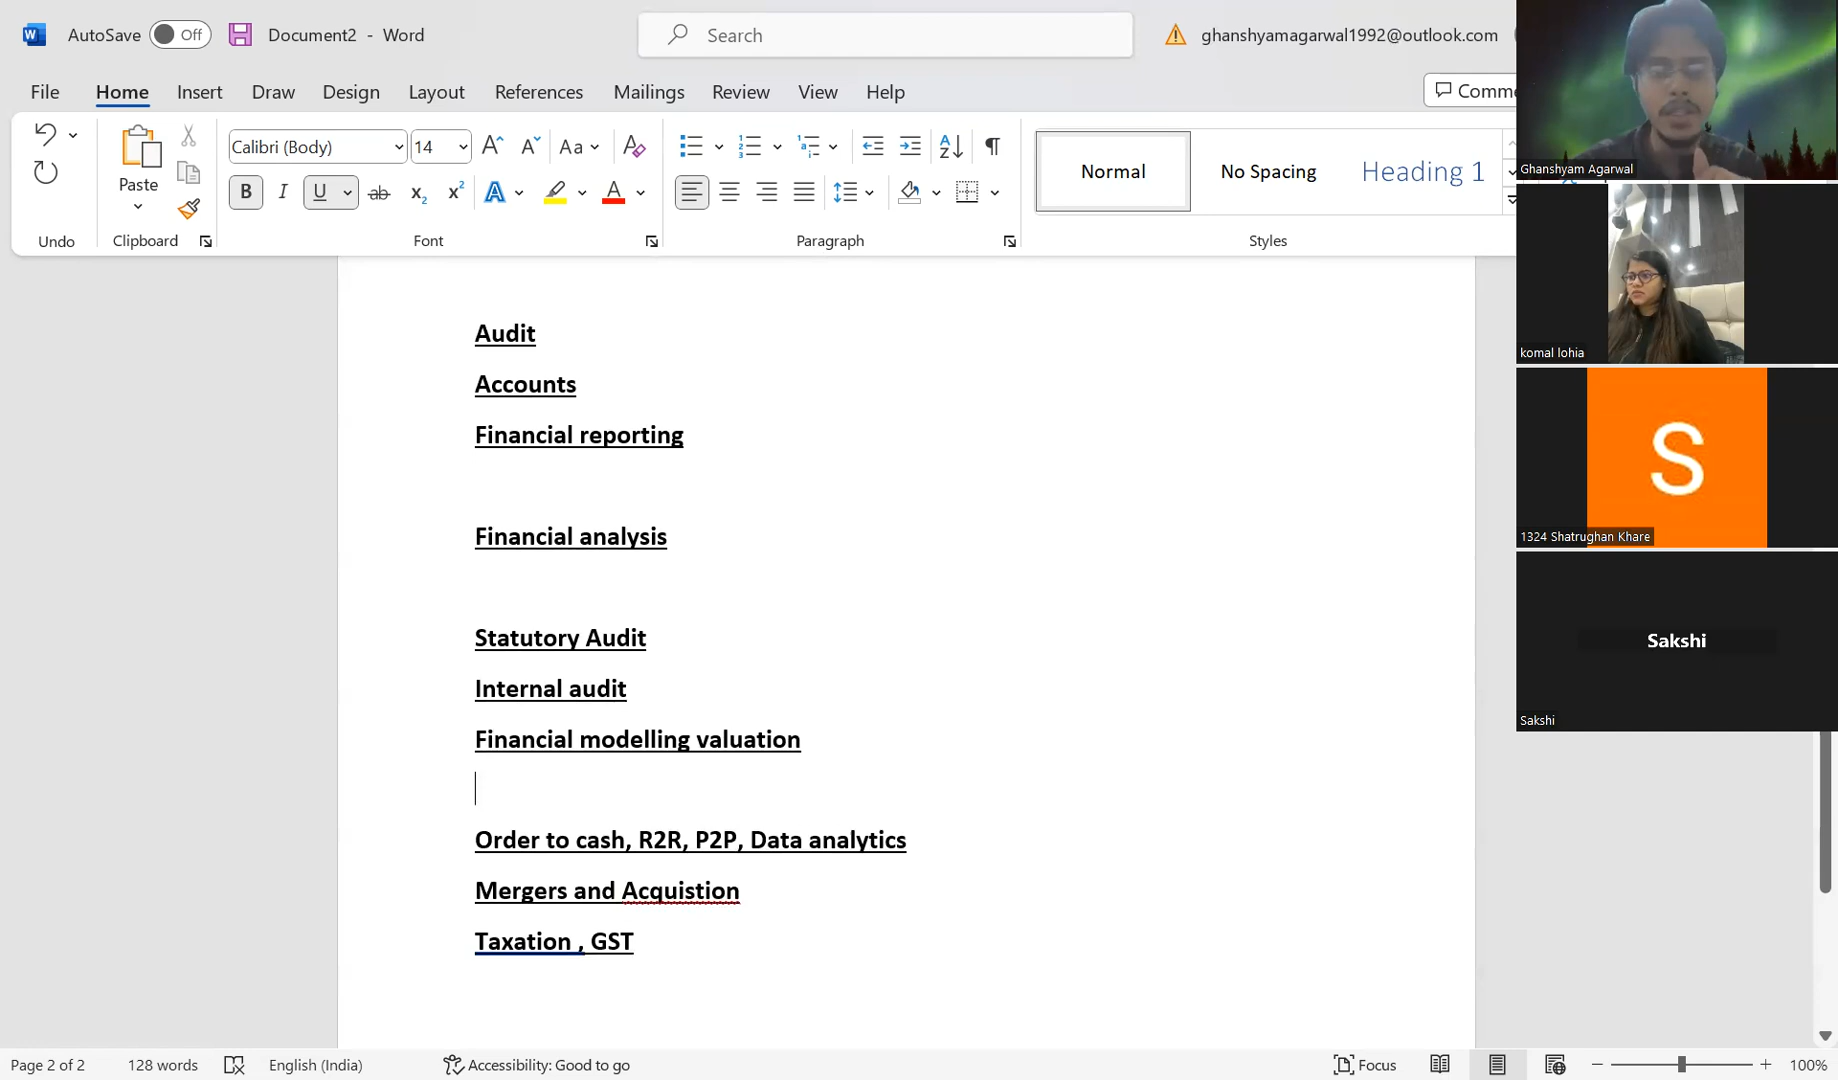 AutoSave Off Document2 - Word Search ghanshyamagarwal1992@outlook.com
File Home Insert Draw Design Layout References Mailings Review View Help Comme
Paste Calibri (Body) 14 Aa Normal No Spacing Heading 1
Undo Clipboard Font Paragraph Styles
Audit
Accounts
Financial reporting
Financial analysis
Statutory Audit
Internal audit
Financial modelling valuation
Order to cash, R2R, P2P, Data analytics
Mergers and Acquistion
Taxation , GST
Ghanshyam Agarwal
komal lohia
S
1324 Shatrughan Khare
Sakshi
Sakshi
Page 2 of 2 128 words English (India) Accessibility: Good to go Focus 100%